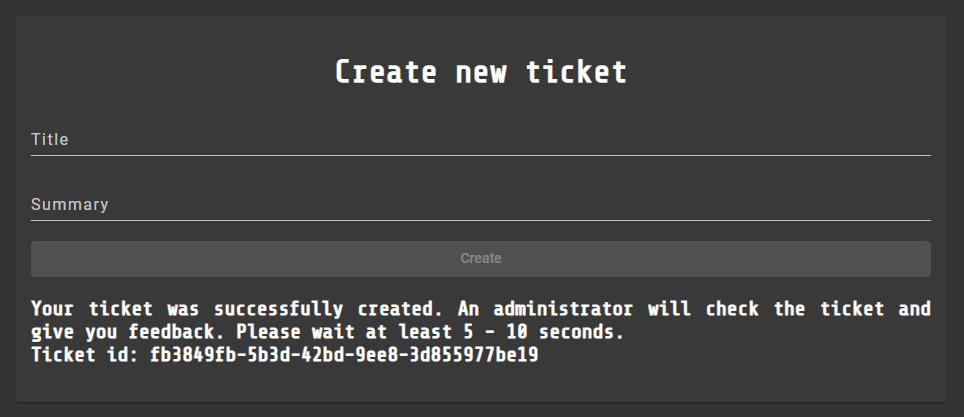 Create new ticket
Title
Summary
Create
Your ticket was successfully created. An administrator will check the ticket and
give you feedback. Please wait at least 5 - 10 seconds.
Ticket id: fb3849fb-5b3d-42bd-9ee8-3d855977be19